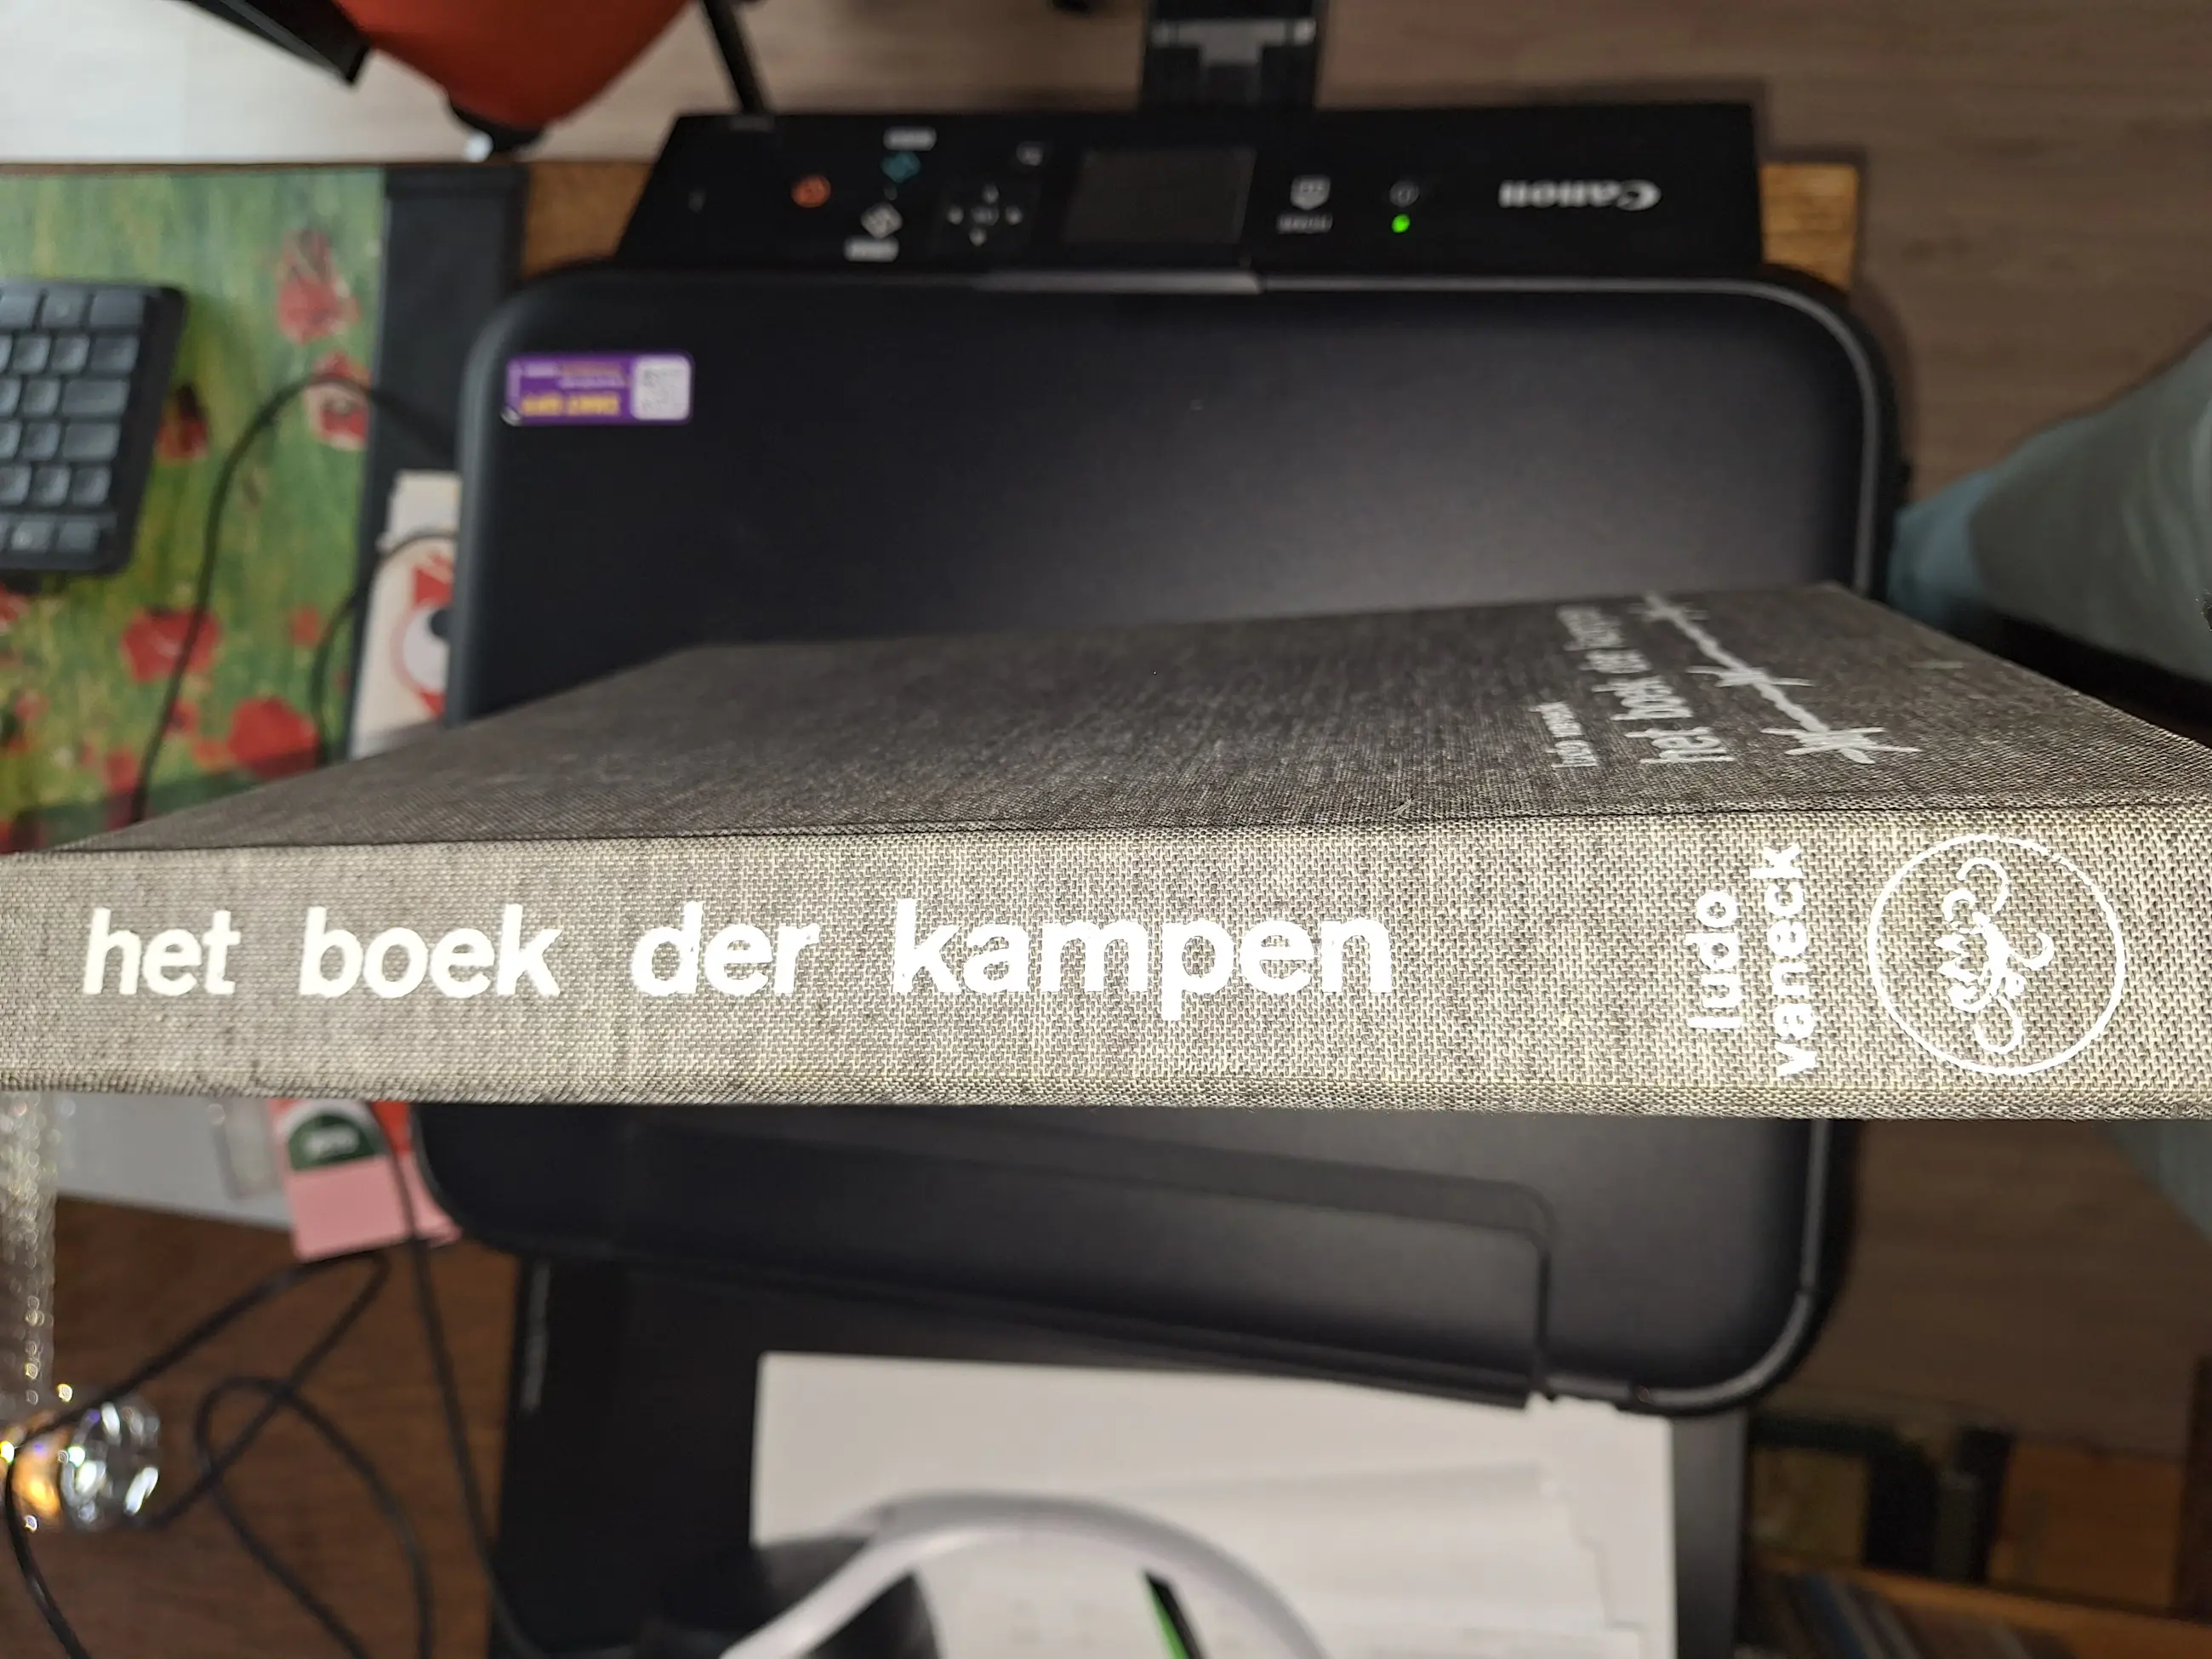 Canon
het boek der kampen
ludo vaneck
het boek der kampen
ludo
vaneck